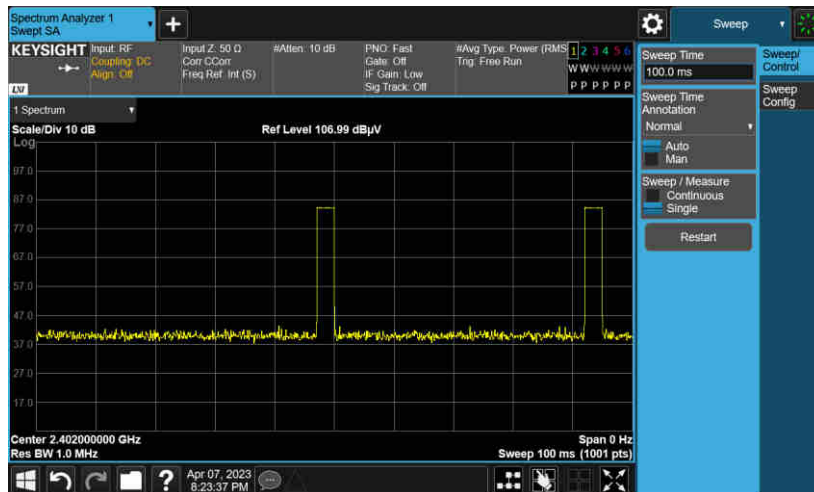 Spectrum Analyzer 1
Swept SA
Sweep
KEYSIGHT
Input: RF
Coupling: DC
Align: Off
Input Z: 50 Ω
Corr CCorr
Freq Ref: Int (S)
#Atten: 10 dB
PNO: Fast
Gate: Off
IF Gain: Low
Sig Track: Off
#Avg Type: Power (RMS
Trig: Free Run
1 2 3 4 5 6
W W W W W W
P P P P P P
LXI
1 Spectrum
Scale/Div 10 dB
Ref Level 106.99 dBµV
Log
97.0
87.0
77.0
67.0
57.0
47.0
37.0
27.0
17.0
Center 2.402000000 GHz
Res BW 1.0 MHz
Span 0 Hz
Sweep 100 ms (1001 pts)
Apr 07, 2023
8:23:37 PM
Sweep Time
100.0 ms
Sweep Time
Annotation
Normal
Auto
Man
Sweep / Measure
Continuous
Single
Restart
Sweep/
Control
Sweep
Config